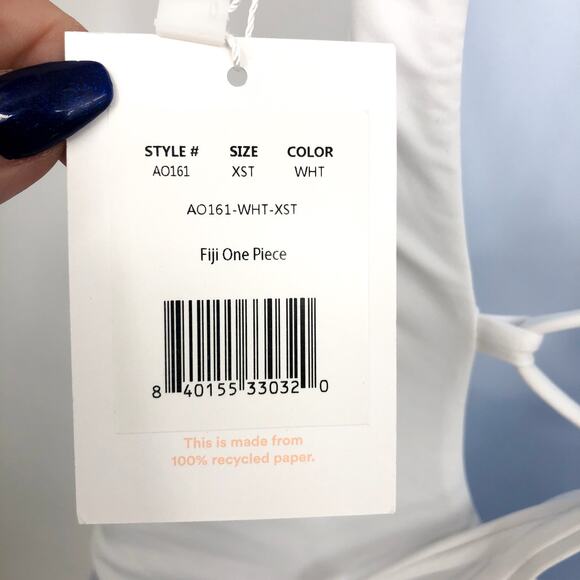 STYLE # SIZE COLOR
AO161 XST WHT
AO161-WHT-XST
Fiji One Piece
8 40155 33032 0
This is made from
100% recycled paper.